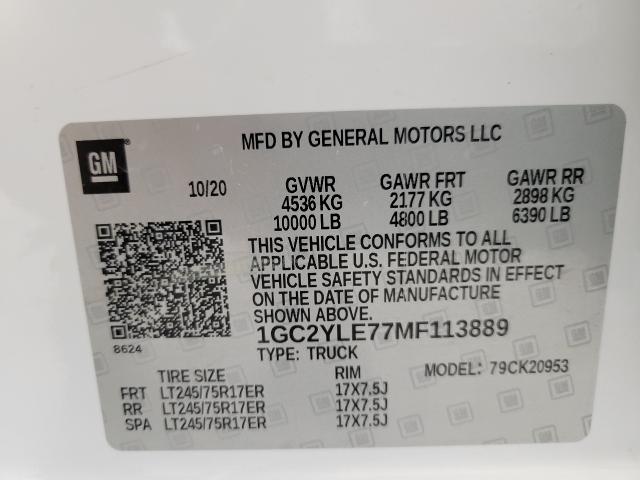 GM
MFD BY GENERAL MOTORS LLC
10/20 GVWR GAWR FRT GAWR RR
4536 KG 2177 KG 2898 KG
10000 LB 4800 LB 6390 LB
THIS VEHICLE CONFORMS TO ALL
APPLICABLE U.S. FEDERAL MOTOR
VEHICLE SAFETY STANDARDS IN EFFECT
ON THE DATE OF MANUFACTURE
SHOWN ABOVE.
8624 1GC2YLE77MF113889
TYPE: TRUCK MODEL: 79CK20953
TIRE SIZE RIM
FRT LT245/75R17ER 17X7.5J
RR LT245/75R17ER 17X7.5J
SPA LT245/75R17ER 17X7.5J